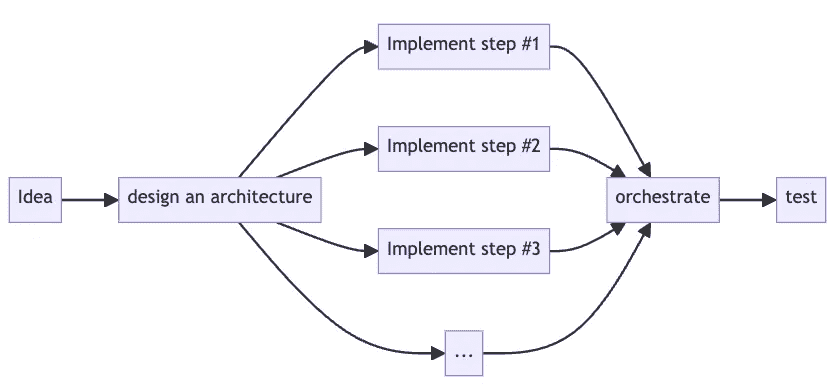 Idea
design an architecture
Implement step #1
Implement step #2
Implement step #3
...
orchestrate
test